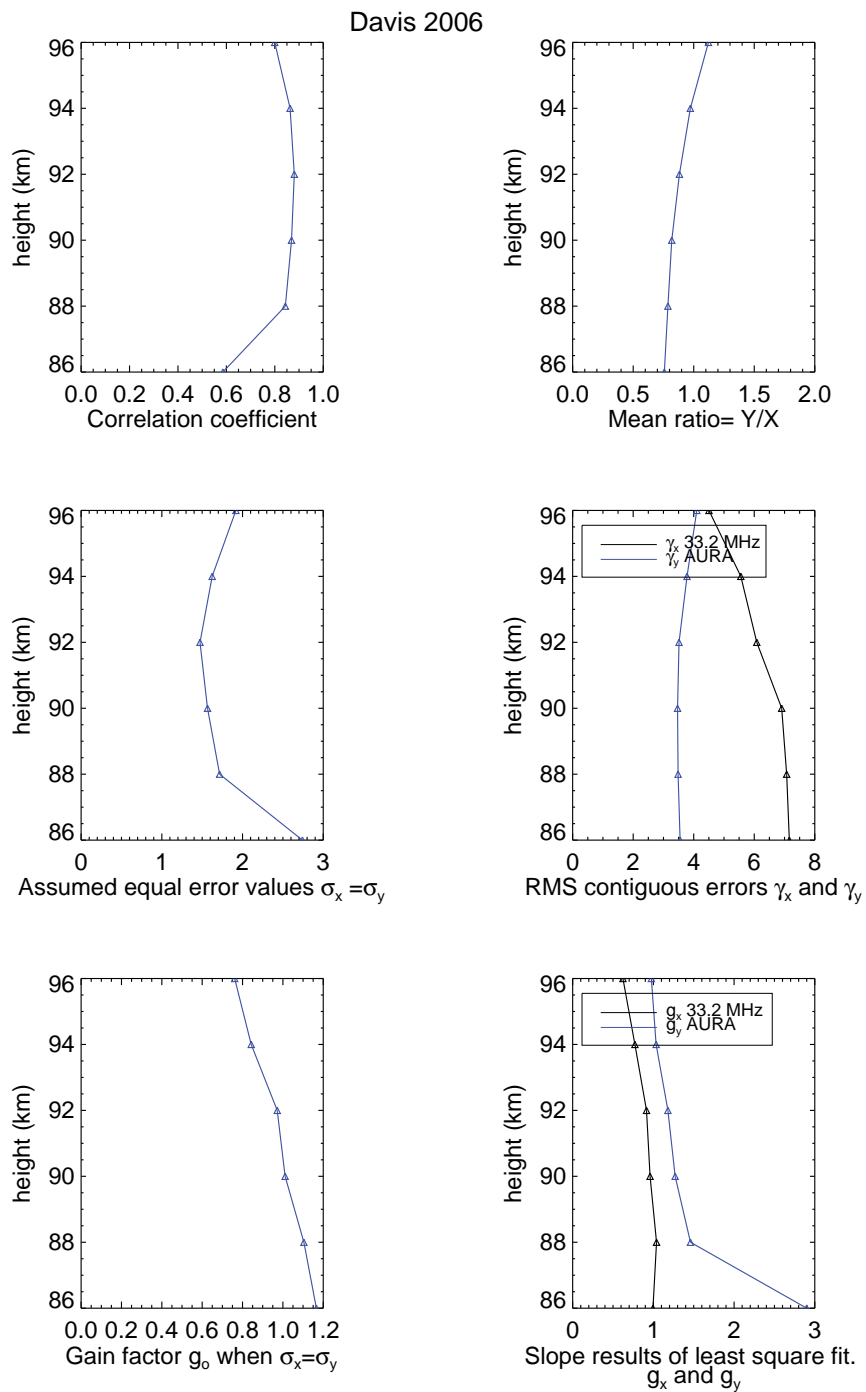 Davis 2006
96
94
92
90
88
86
height (km)
0.0 0.2 0.4 0.6 0.8 1.0
Correlation coefficient
96
94
92
90
88
86
height (km)
0.0 0.5 1.0 1.5 2.0
Mean ratio= Y/X
96
94
92
90
88
86
height (km)
0 1 2 3
Assumed equal error values σx =σy
96
94
92
90
88
86
height (km)
γx 33.2 MHz
γy AURA
0 2 4 6 8
RMS contiguous errors γx and γy
96
94
92
90
88
86
height (km)
0.0 0.2 0.4 0.6 0.8 1.0 1.2
Gain factor go when σx=σy
96
94
92
90
88
86
height (km)
gx 33.2 MHz
gy AURA
0 1 2 3
Slope results of least square fit.
gx and gy